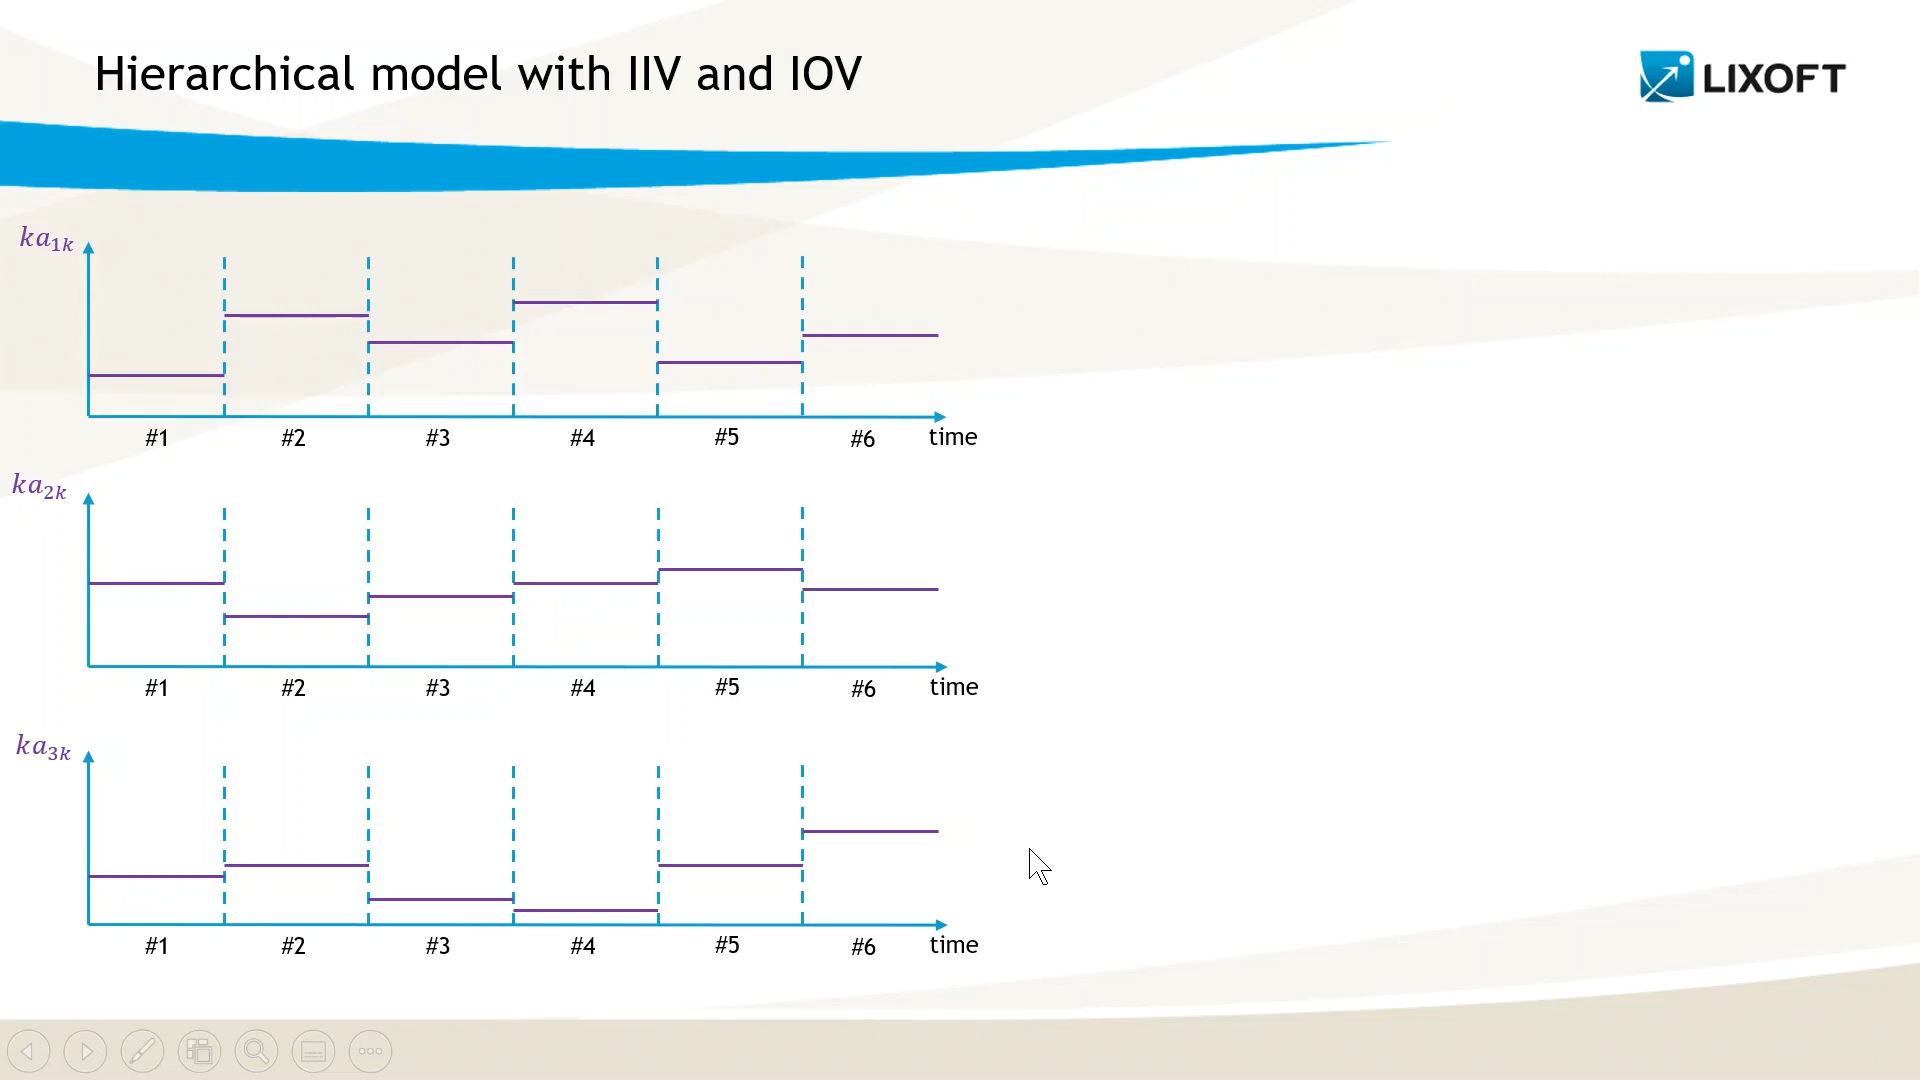 Hierarchical model with IIV and IOV
LIXOFT
ka1k
#1 #2 #3 #4 #5 #6 time
ka2k
#1 #2 #3 #4 #5 #6 time
ka3k
#1 #2 #3 #4 #5 #6 time